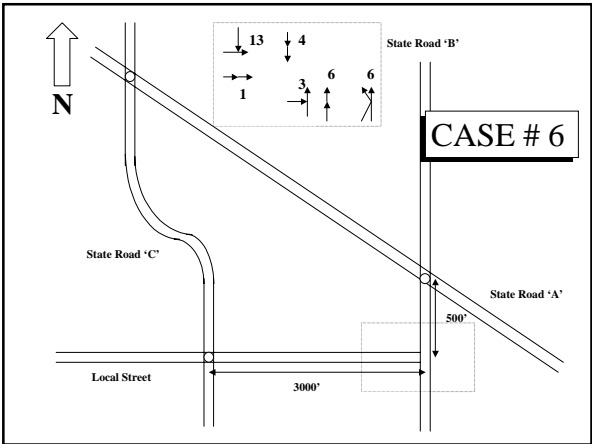 13
4
State Road ‘B’
6
6
N
1
3
CASE # 6
State Road ‘C’
State Road ‘A’
500’
Local Street
3000’